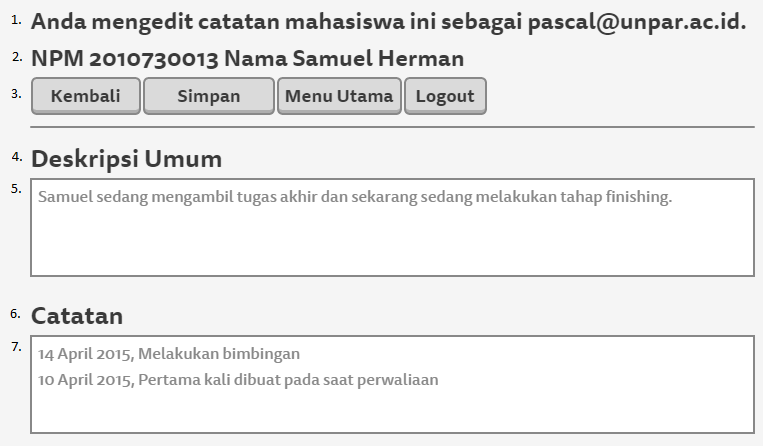 1. Anda mengedit catatan mahasiswa ini sebagai pascal@unpar.ac.id.
2. NPM 2010730013 Nama Samuel Herman
3. Kembali Simpan Menu Utama Logout
4. Deskripsi Umum
5. Samuel sedang mengambil tugas akhir dan sekarang sedang melakukan tahap finishing.
6. Catatan
7. 14 April 2015, Melakukan bimbingan
10 April 2015, Pertama kali dibuat pada saat perwaliaan